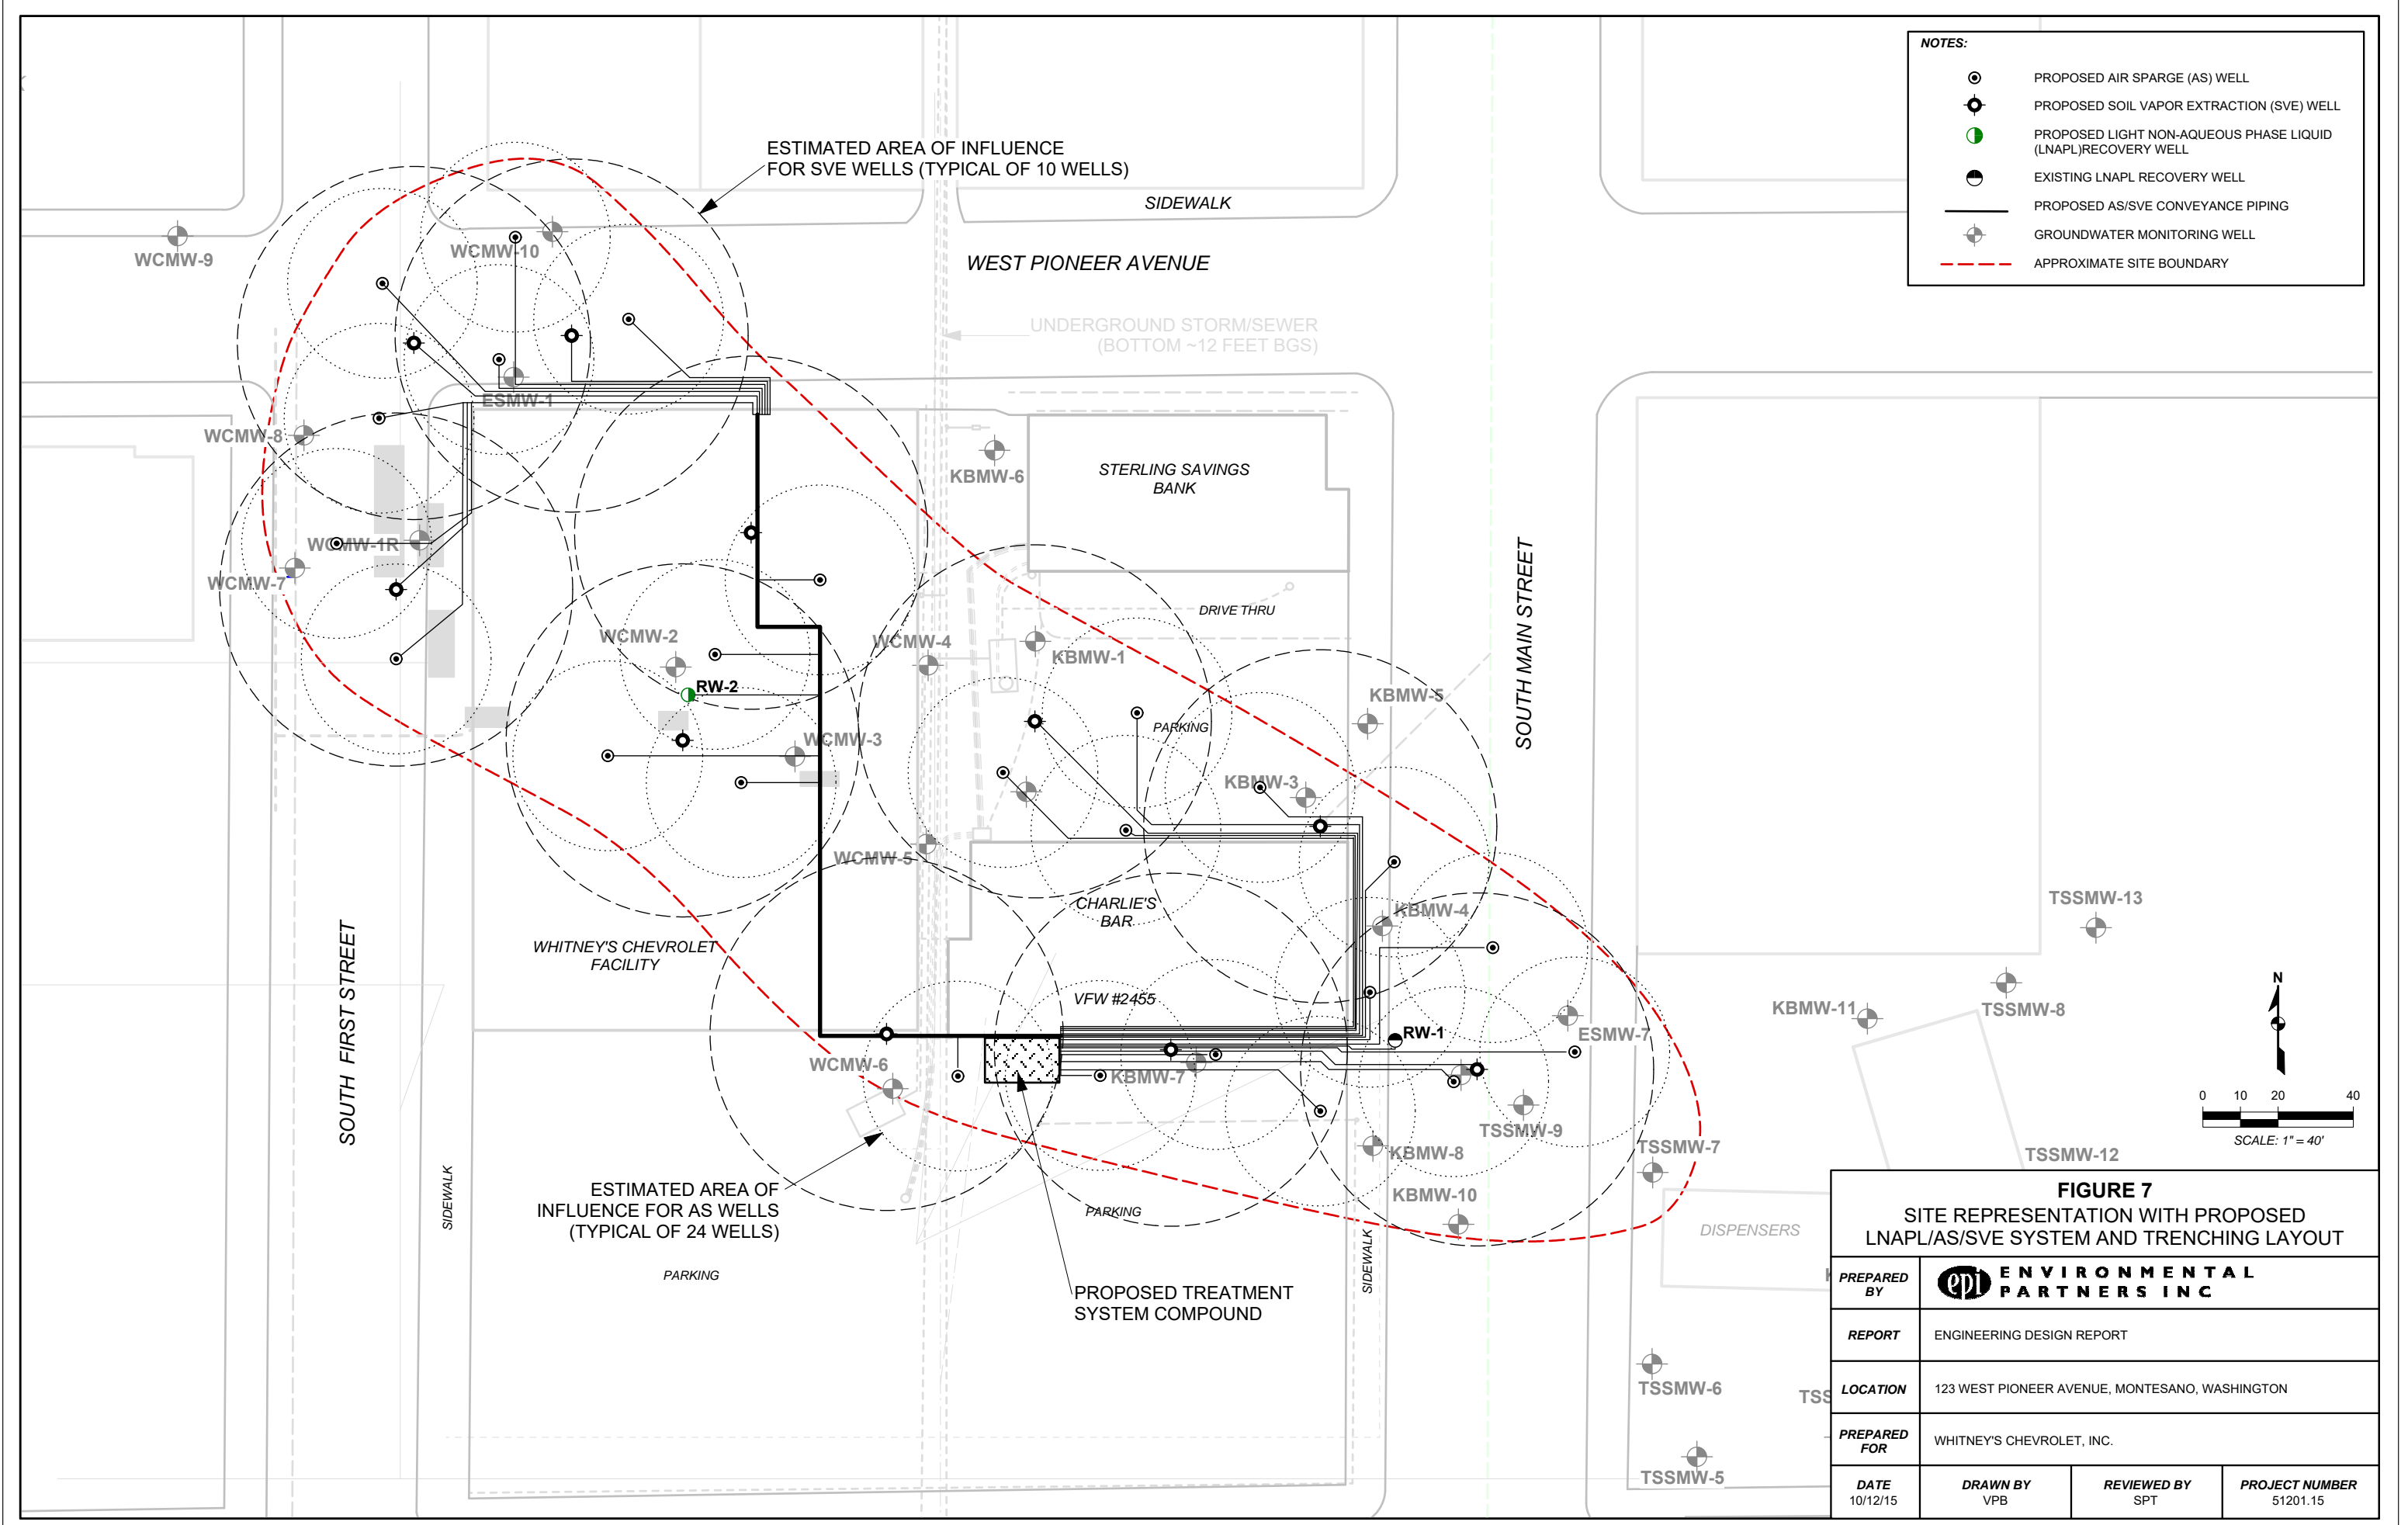 NOTES:
PROPOSED AIR SPARGE (AS) WELL
PROPOSED SOIL VAPOR EXTRACTION (SVE) WELL
PROPOSED LIGHT NON-AQUEOUS PHASE LIQUID
(LNAPL)RECOVERY WELL
EXISTING LNAPL RECOVERY WELL
PROPOSED AS/SVE CONVEYANCE PIPING
GROUNDWATER MONITORING WELL
APPROXIMATE SITE BOUNDARY
ESTIMATED AREA OF INFLUENCE
FOR SVE WELLS (TYPICAL OF 10 WELLS)
SIDEWALK
WCMW-9
WCMW-10
WEST PIONEER AVENUE
UNDERGROUND STORM/SEWER
(BOTTOM ~12 FEET BGS)
ESMW-1
WCMW-8
KBMW-6
STERLING SAVINGS
BANK
WCMW-1R
WCMW-7
DRIVE THRU
SOUTH MAIN STREET
WCMW-2
WCMW-4
KBMW-1
RW-2
KBMW-5
PARKING
WCMW-3
KBMW-3
WCMW-5
CHARLIE'S
BAR
KBMW-4
TSSMW-13
WHITNEY'S CHEVROLET
FACILITY
SOUTH FIRST STREET
VFW #2455
KBMW-11
TSSMW-8
N
RW-1
ESMW-7
WCMW-6
KBMW-7
0 10 20 40
SCALE: 1" = 40'
TSSMW-9
KBMW-8
TSSMW-7
TSSMW-12
SIDEWALK
ESTIMATED AREA OF
INFLUENCE FOR AS WELLS
(TYPICAL OF 24 WELLS)
KBMW-10
PARKING
DISPENSERS
SIDEWALK
PARKING
PROPOSED TREATMENT
SYSTEM COMPOUND
TSSMW-6
TSS
TSSMW-5
FIGURE 7
SITE REPRESENTATION WITH PROPOSED
LNAPL/AS/SVE SYSTEM AND TRENCHING LAYOUT
PREPARED
BY
epi
ENVIRONMENTAL
PARTNERS INC
REPORT
ENGINEERING DESIGN REPORT
LOCATION
123 WEST PIONEER AVENUE, MONTESANO, WASHINGTON
PREPARED
FOR
WHITNEY'S CHEVROLET, INC.
DATE
10/12/15
DRAWN BY
VPB
REVIEWED BY
SPT
PROJECT NUMBER
51201.15